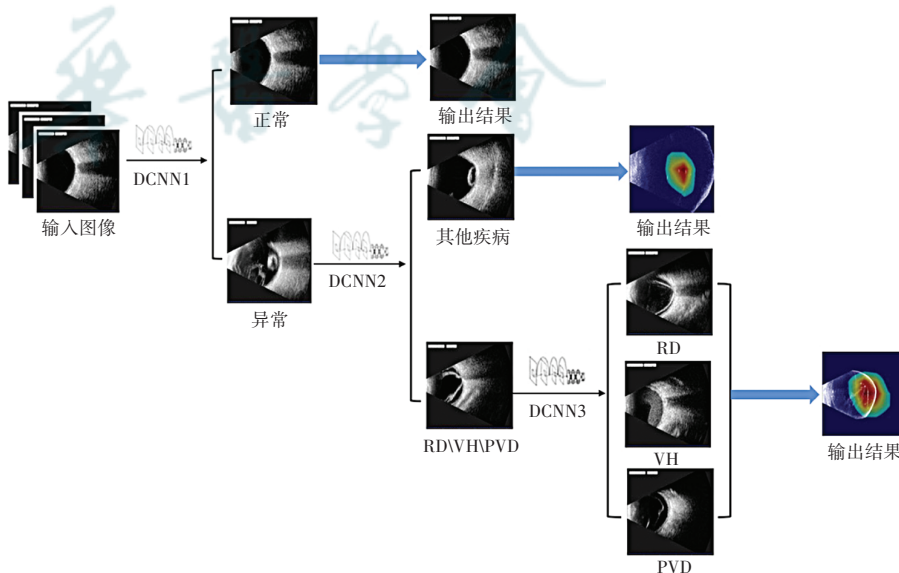 正常
输出结果
DCNN1
输入图像
其他疾病
输出结果
DCNN2
异常
RD
RD\VH\PVD
DCNN3
VH
输出结果
PVD